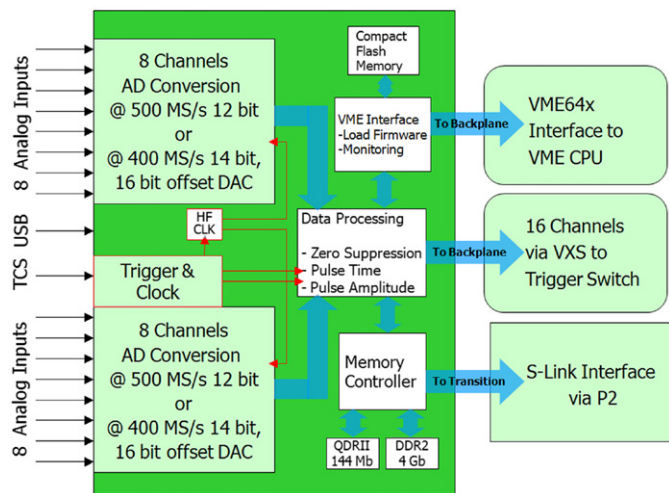 8 Analog Inputs
USB
TCS
8 Analog Inputs
8 Channels
AD Conversion
@ 500 MS/s 12 bit
or
@ 400 MS/s 14 bit,
16 bit offset DAC
HF
CLK
Trigger &
Clock
8 Channels
AD Conversion
@ 500 MS/s 12 bit
or
@ 400 MS/s 14 bit,
16 bit offset DAC
Compact
Flash
Memory
VME Interface
-Load Firmware
-Monitoring
Data Processing
- Zero Suppression
- Pulse Time
- Pulse Amplitude
Memory
Controller
QDRII
144 Mb
DDR2
4 Gb
To Backplane
VME64x
Interface to
VME CPU
To Backplane
16 Channels
via VXS to
Trigger Switch
To Transition
S-Link Interface
via P2